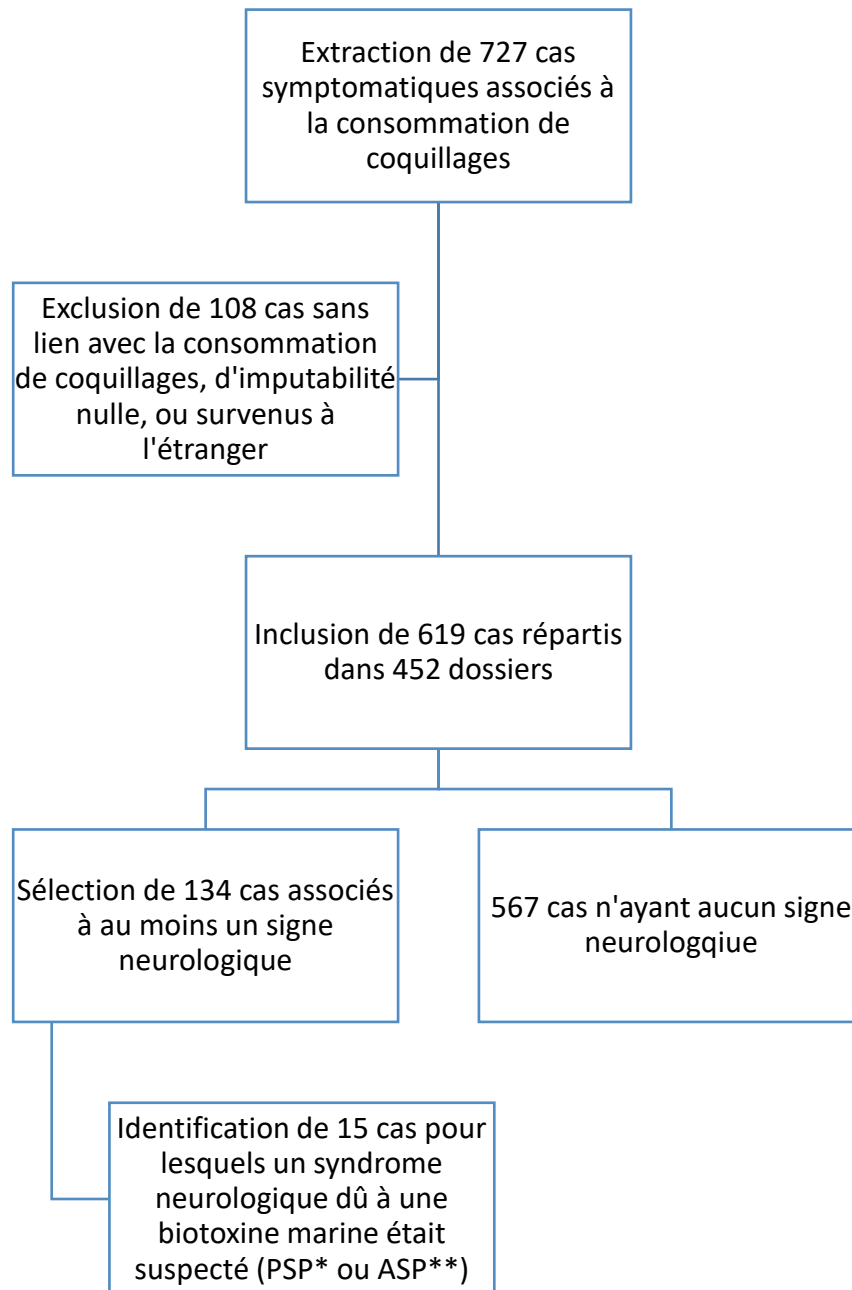 Extraction de 727 cas
symptomatiques associés à
la consommation de
coquillages
Exclusion de 108 cas sans
lien avec la consommation
de coquillages, d'imputabilité
nulle, ou survenus à
l'étranger
Inclusion de 619 cas répartis
dans 452 dossiers
Sélection de 134 cas associés
à au moins un signe
neurologique
567 cas n'ayant aucun signe
neurologqiue
Identification de 15 cas pour
lesquels un syndrome
neurologique dû à une
biotoxine marine était
suspecté (PSP* ou ASP**)